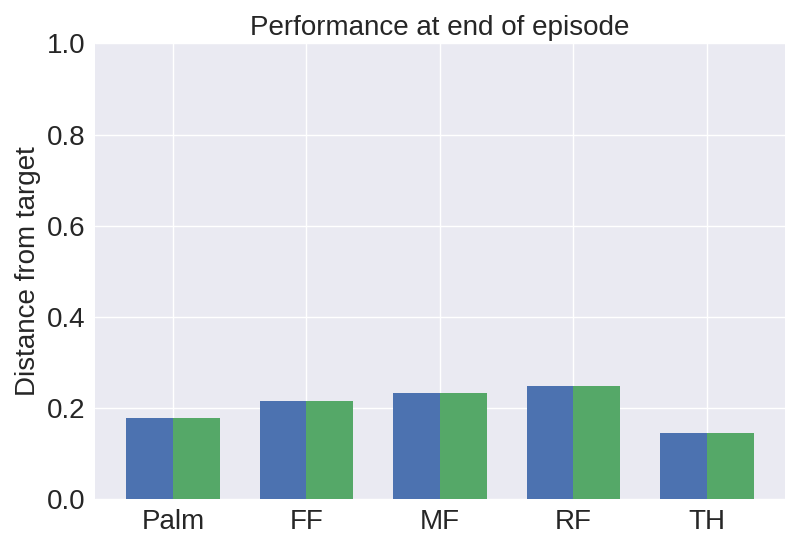 Performance at end of episode
Distance from target
1.0
0.8
0.6
0.4
0.2
0.0
Palm FF MF RF TH